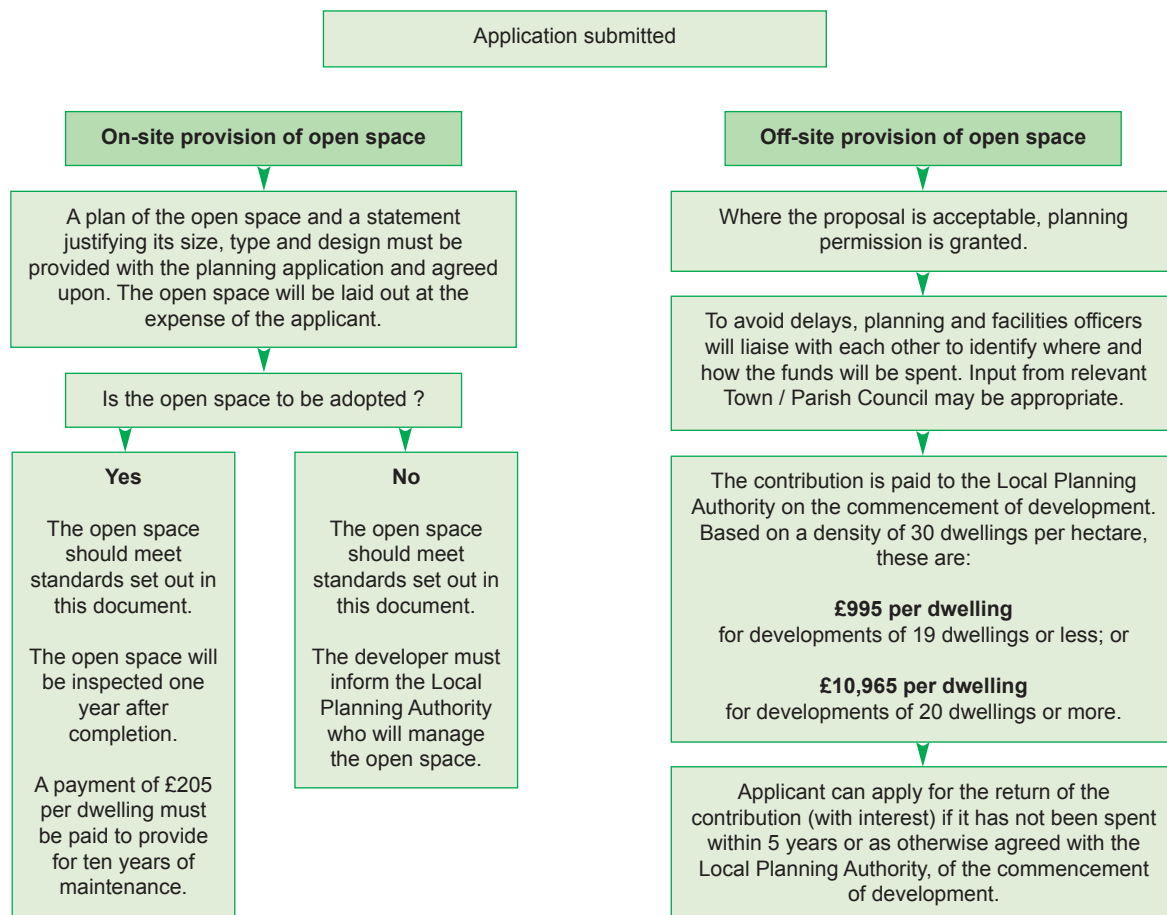 Application submitted
On-site provision of open space
A plan of the open space and a statement
justifying its size, type and design must be
provided with the planning application and agreed
upon. The open space will be laid out at the
expense of the applicant.
Is the open space to be adopted ?
Yes
The open space
should meet
standards set out in
this document.
The open space will
be inspected one
year after
completion.
A payment of £205
per dwelling must
be paid to provide
for ten years of
maintenance.
No
The open space
should meet
standards set out in
this document.
The developer must
inform the Local
Planning Authority
who will manage
the open space.
Off-site provision of open space
Where the proposal is acceptable, planning
permission is granted.
To avoid delays, planning and facilities officers
will liaise with each other to identify where and
how the funds will be spent. Input from relevant
Town / Parish Council may be appropriate.
The contribution is paid to the Local Planning
Authority on the commencement of development.
Based on a density of 30 dwellings per hectare,
these are:
£995 per dwelling
for developments of 19 dwellings or less; or
£10,965 per dwelling
for developments of 20 dwellings or more.
Applicant can apply for the return of the
contribution (with interest) if it has not been spent
within 5 years or as otherwise agreed with the
Local Planning Authority, of the commencement
of development.